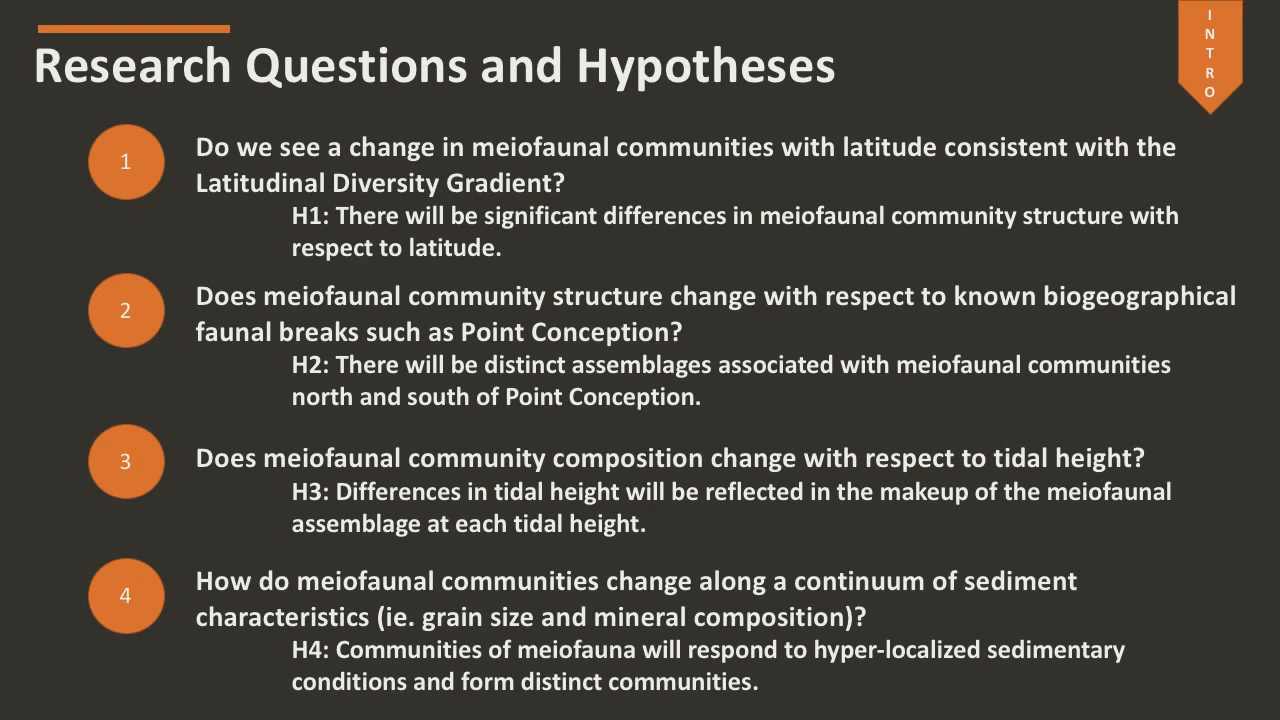 Research Questions and Hypotheses
I
N
T
R
O
1
Do we see a change in meiofaunal communities with latitude consistent with the
Latitudinal Diversity Gradient?
H1: There will be significant differences in meiofaunal community structure with
respect to latitude.
2
Does meiofaunal community structure change with respect to known biogeographical
faunal breaks such as Point Conception?
H2: There will be distinct assemblages associated with meiofaunal communities
north and south of Point Conception.
3
Does meiofaunal community composition change with respect to tidal height?
H3: Differences in tidal height will be reflected in the makeup of the meiofaunal
assemblage at each tidal height.
4
How do meiofaunal communities change along a continuum of sediment
characteristics (ie. grain size and mineral composition)?
H4: Communities of meiofauna will respond to hyper-localized sedimentary
conditions and form distinct communities.